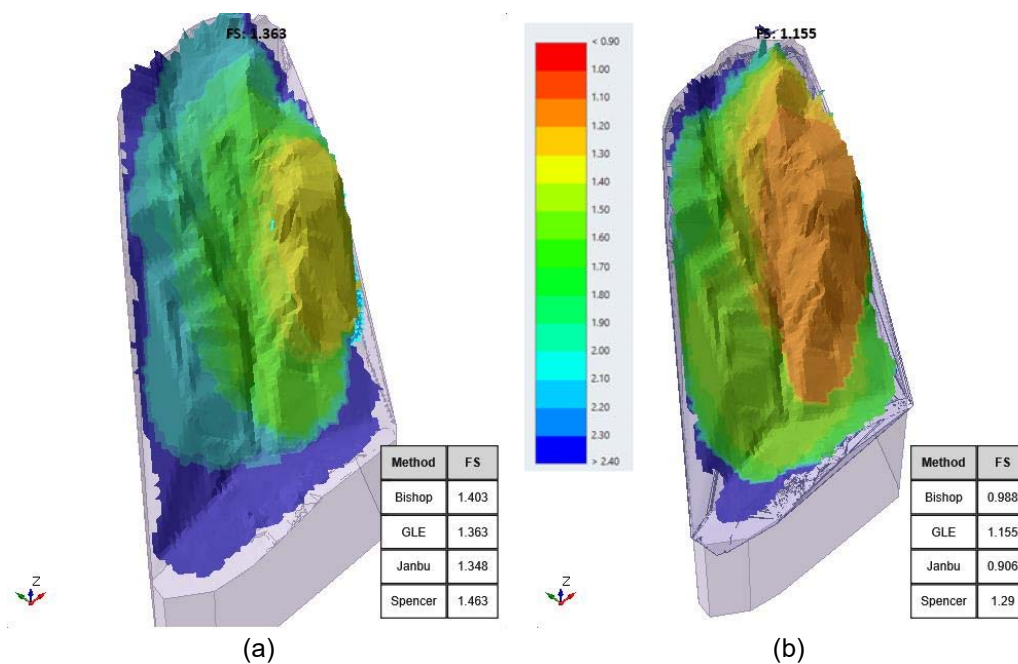 FS: 1.363
Z
Method FS
Bishop 1.403
GLE 1.363
Janbu 1.348
Spencer 1.463
(a)
< 0.90
1.00
1.10
1.20
1.30
1.40
1.50
1.60
1.70
1.80
1.90
2.00
2.10
2.20
2.30
> 2.40
FS: 1.155
Z
Method FS
Bishop 0.988
GLE 1.155
Janbu 0.906
Spencer 1.29
(b)